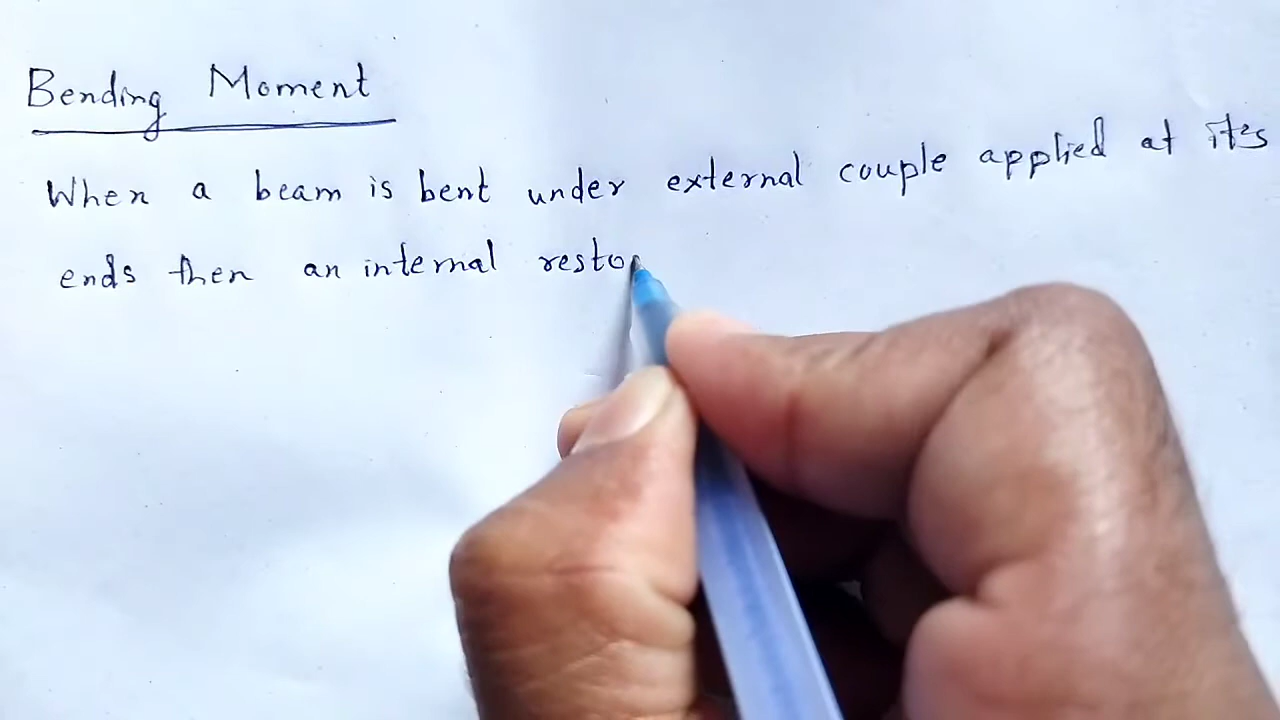 Bending Moment
When a beam is bent under external couple applied at it's
ends then an internal resto